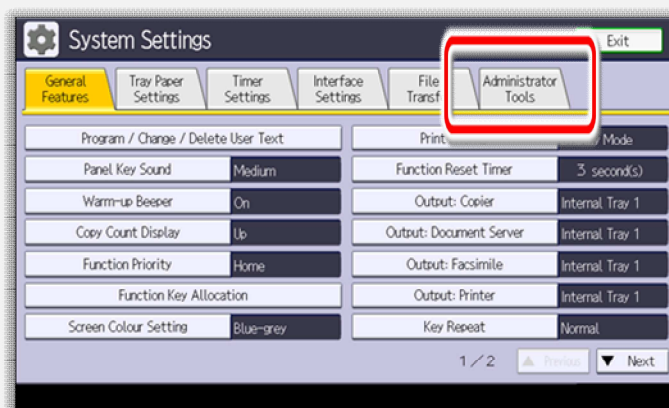 System Settings
Exit
General Features
Tray Paper Settings
Timer Settings
Interface Settings
File
Administrator Tools
Program / Change / Delete User Text
Print
Mode
Panel Key Sound
Medium
Function Reset Timer
3 second(s)
Warm-up Beeper
On
Output: Copier
Internal Tray 1
Copy Count Display
Up
Output: Document Server
Internal Tray 1
Function Priority
Home
Output: Facsimile
Internal Tray 1
Function Key Allocation
Output: Printer
Internal Tray 1
Screen Colour Setting
Blue-grey
Key Repeat
Normal
1/2
▲ Previous
▼ Next